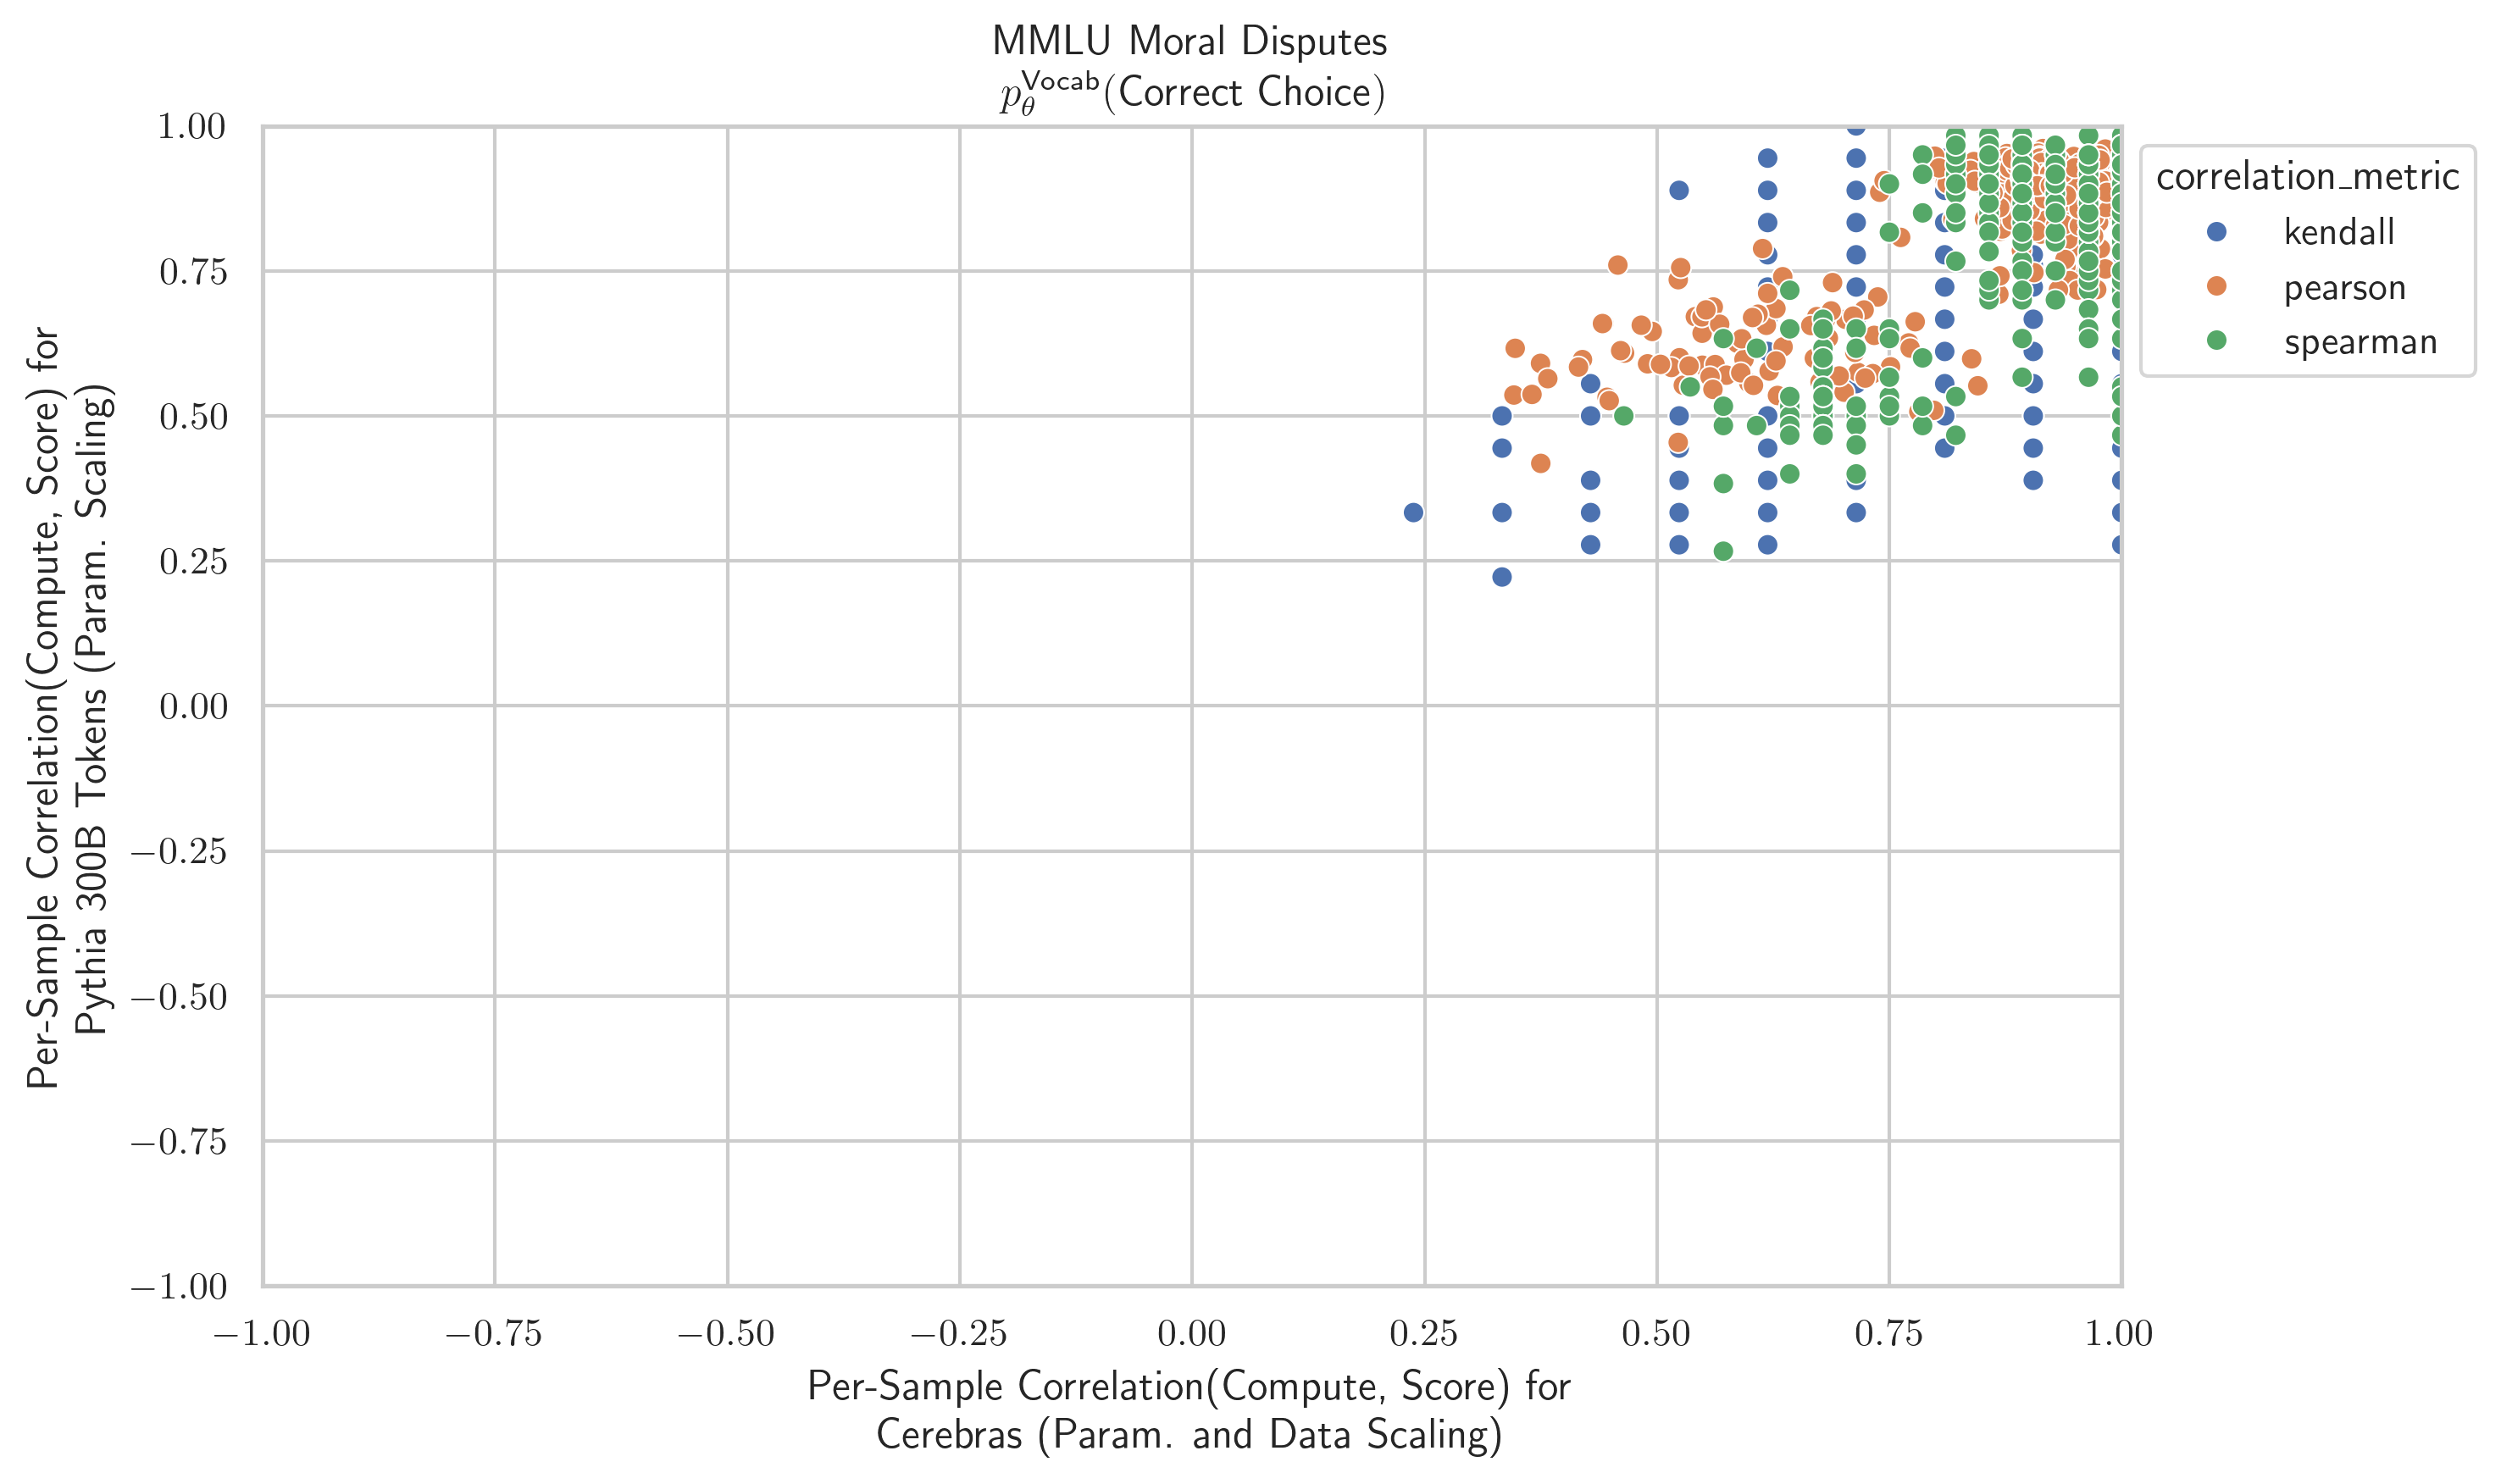 MMLU Moral Disputes
p_θ^Vocab(Correct Choice)
Per-Sample Correlation(Compute, Score) for
Pythia 300B Tokens (Param. Scaling)
1.00
0.75
0.50
0.25
0.00
−0.25
−0.50
−0.75
−1.00
correlation_metric
kendall
pearson
spearman
−1.00 −0.75 −0.50 −0.25 0.00 0.25 0.50 0.75 1.00
Per-Sample Correlation(Compute, Score) for
Cerebras (Param. and Data Scaling)